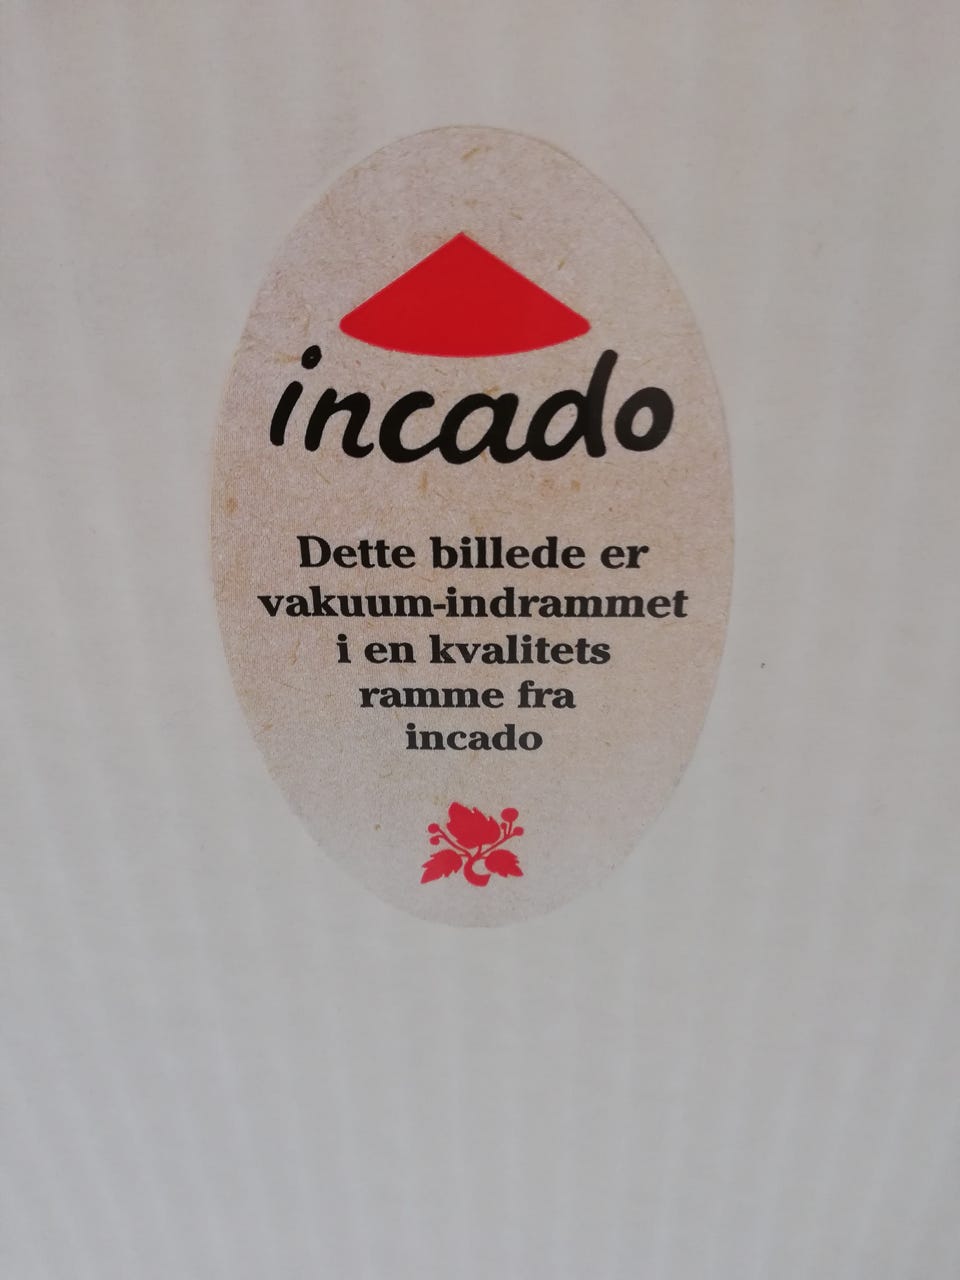 incado
Dette billede er
vakuum-indrammet
i en kvalitets
ramme fra
incado